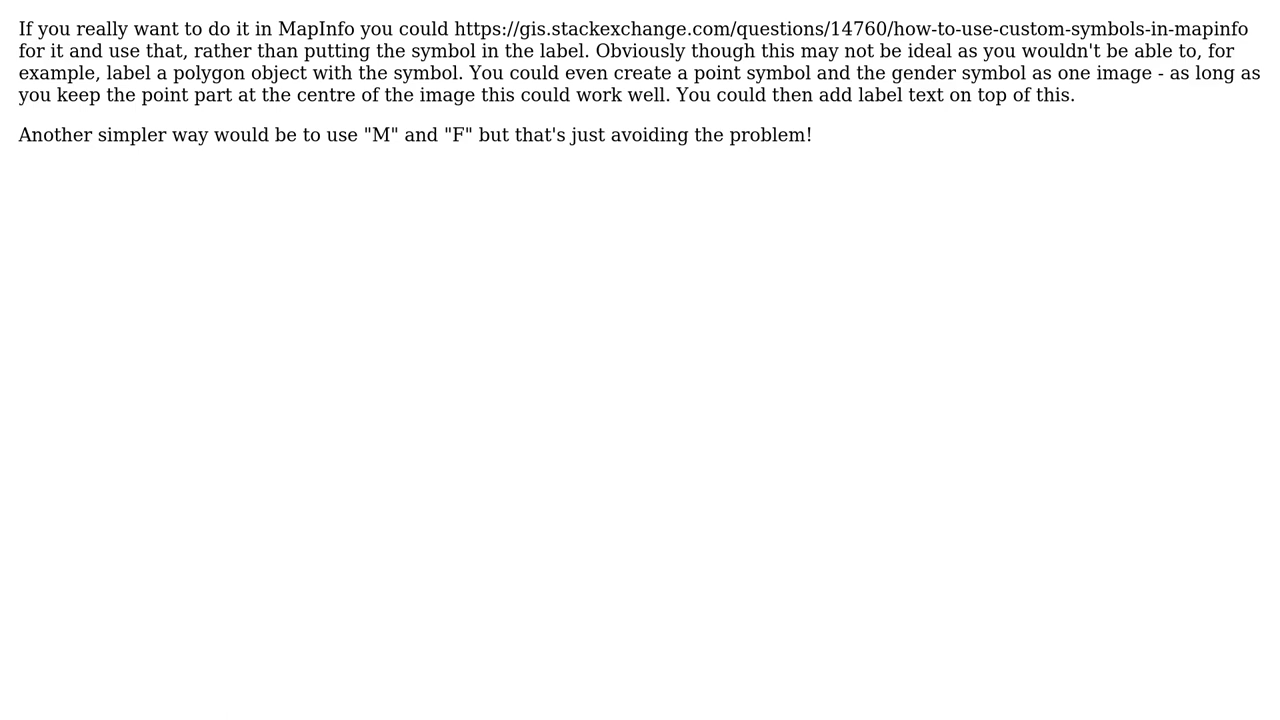 If you really want to do it in MapInfo you could https://gis.stackexchange.com/questions/14760/how-to-use-custom-symbols-in-mapinfo
for it and use that, rather than putting the symbol in the label. Obviously though this may not be ideal as you wouldn't be able to, for
example, label a polygon object with the symbol. You could even create a point symbol and the gender symbol as one image - as long as
you keep the point part at the centre of the image this could work well. You could then add label text on top of this.
Another simpler way would be to use "M" and "F" but that's just avoiding the problem!